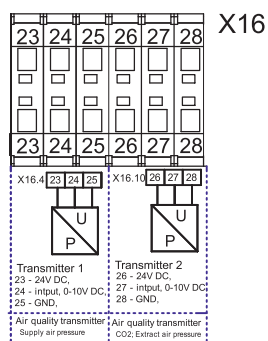 X16
23 24 25 26 27 28
23 24 25 26 27 28
X16.4 23 24 25
X16.10 26 27 28
U
P
U
P
Transmitter 1
23 - 24V DC,
24 - intput, 0-10V DC,
25 - GND,
Transmitter 2
26 - 24V DC,
27 - intput, 0-10V DC
28 - GND,
Air quality transmitter
Supply air pressure
Air quality transmitter
CO2; Extract air pressure